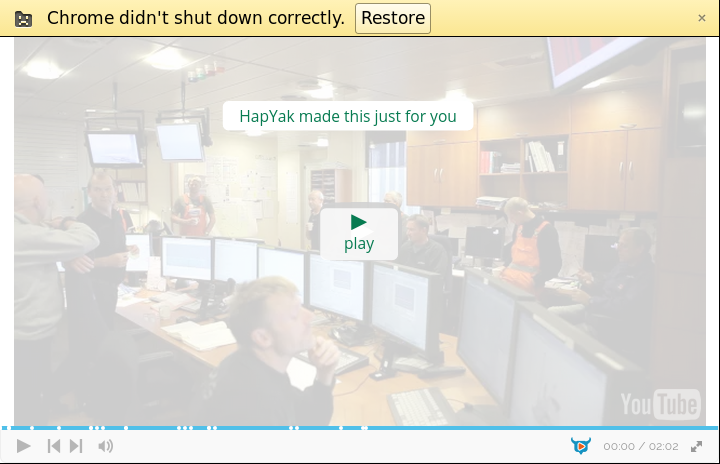 Chrome didn't shut down correctly. Restore ×
HapYak made this just for you
play
YouTube
00:00 / 02:02